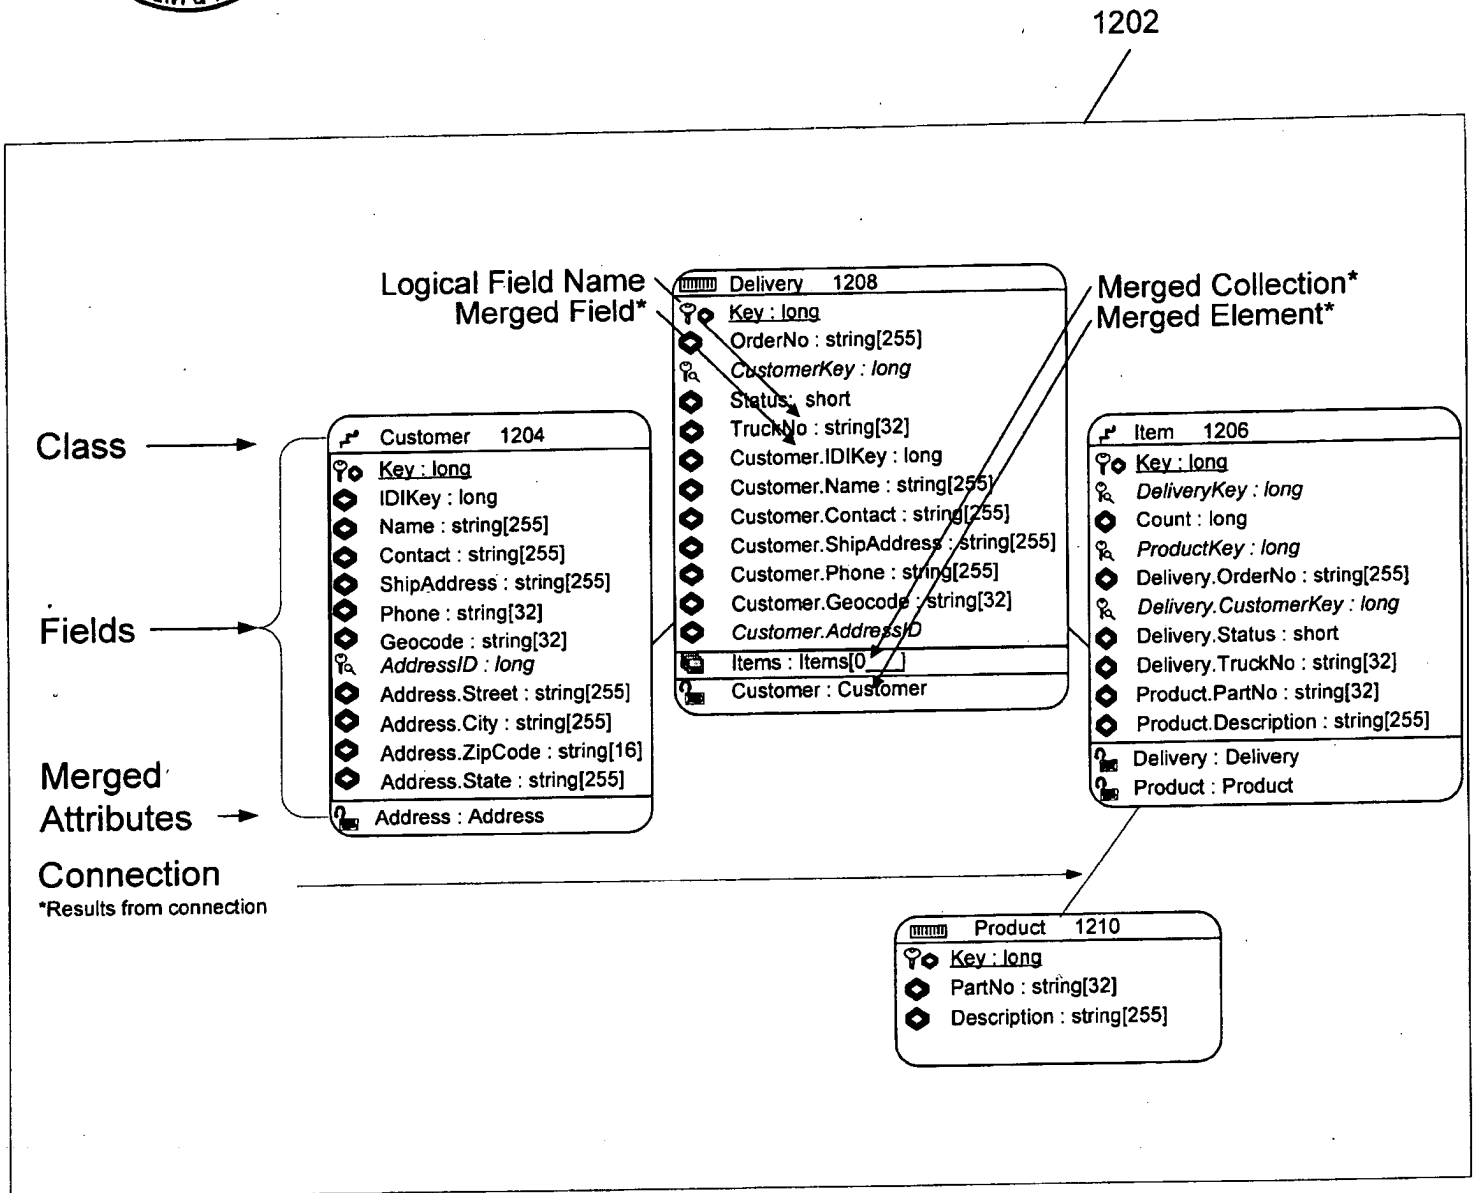 1202
Logical Field Name
Merged Field*
Merged Collection*
Merged Element*
Delivery 1208
Key : long
OrderNo : string[255]
CustomerKey : long
Status: short
TruckNo : string[32]
Customer.IDIKey : long
Customer.Name : string[255]
Customer.Contact : string[255]
Customer.ShipAddress : string[255]
Customer.Phone : string[255]
Customer.Geocode : string[32]
Customer.AddressID
Items : Items[0____]
Customer : Customer
Class
Fields
Merged
Attributes
Connection
*Results from connection
Customer 1204
Key : long
IDIKey : long
Name : string[255]
Contact : string[255]
ShipAddress : string[255]
Phone : string[32]
Geocode : string[32]
AddressID : long
Address.Street : string[255]
Address.City : string[255]
Address.ZipCode : string[16]
Address.State : string[255]
Address : Address
Item 1206
Key : long
DeliveryKey : long
Count : long
ProductKey : long
Delivery.OrderNo : string[255]
Delivery.CustomerKey : long
Delivery.Status : short
Delivery.TruckNo : string[32]
Product.PartNo : string[32]
Product.Description : string[255]
Delivery : Delivery
Product : Product
Product 1210
Key : long
PartNo : string[32]
Description : string[255]